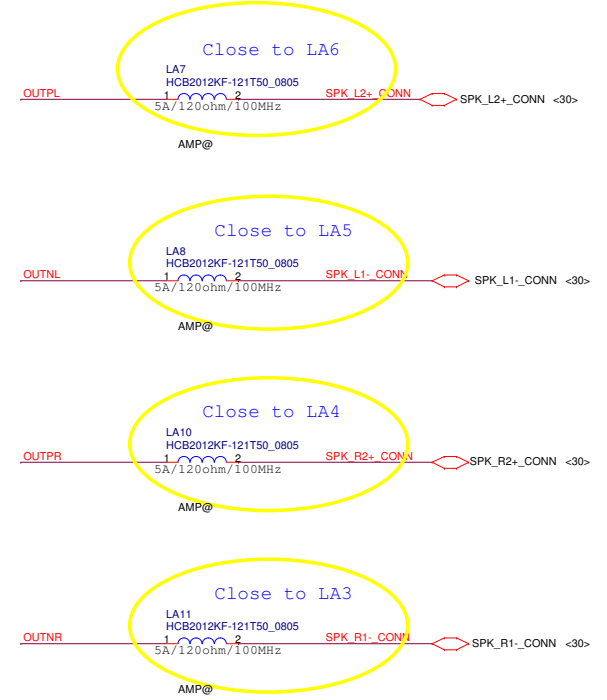 Close to LA6
LA7
HCB2012KF-121T50_0805
OUTPL 1 2 SPK_L2+_CONN SPK_L2+_CONN <30>
5A/120ohm/100MHz
AMP@
Close to LA5
LA8
HCB2012KF-121T50_0805
OUTNL 1 2 SPK_L1-_CONN SPK_L1-_CONN <30>
5A/120ohm/100MHz
AMP@
Close to LA4
LA10
HCB2012KF-121T50_0805
OUTPR 1 2 SPK_R2+_CONN SPK_R2+_CONN <30>
5A/120ohm/100MHz
AMP@
Close to LA3
LA11
HCB2012KF-121T50_0805
OUTNR 1 2 SPK_R1-_CONN SPK_R1-_CONN <30>
5A/120ohm/100MHz
AMP@